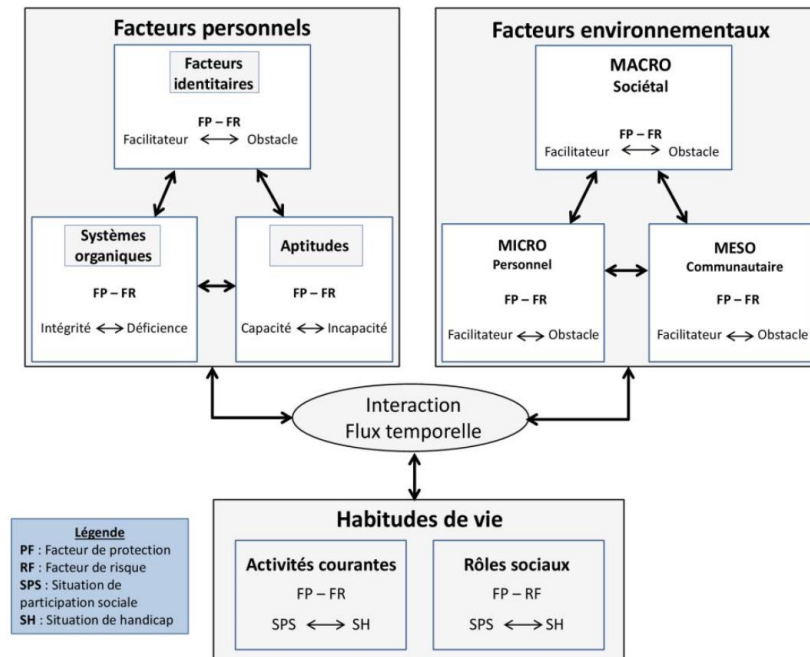 Facteurs personnels
Facteurs
identitaires
FP – FR
Facilitateur Obstacle
Systèmes
organiques
FP – FR
Intégrité Déficience
Aptitudes
FP – FR
Capacité Incapacité
Facteurs environnementaux
MACRO
Sociétal
FP – FR
Facilitateur Obstacle
MICRO
Personnel
FP – FR
Facilitateur Obstacle
MESO
Communautaire
FP – FR
Facilitateur Obstacle
Interaction
Flux temporelle
Habitudes de vie
Activités courantes
FP – FR
SPS SH
Rôles sociaux
FP – RF
SPS SH
Légende
PF : Facteur de protection
RF : Facteur de risque
SPS : Situation de
participation sociale
SH : Situation de handicap